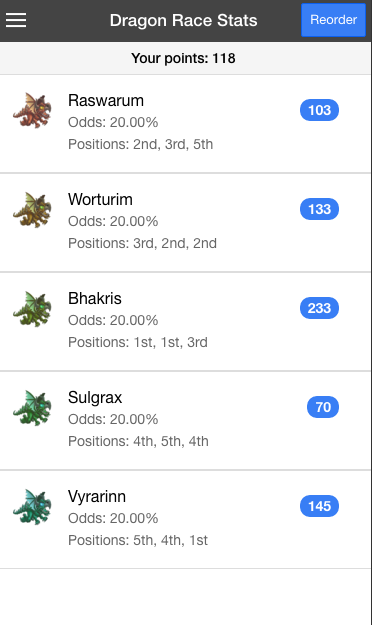 Dragon Race Stats
Reorder
Your points: 118
Raswarum
103
Odds: 20.00%
Positions: 2nd, 3rd, 5th
Worturim
133
Odds: 20.00%
Positions: 3rd, 2nd, 2nd
Bhakris
233
Odds: 20.00%
Positions: 1st, 1st, 3rd
Sulgrax
70
Odds: 20.00%
Positions: 4th, 5th, 4th
Vyrarinn
145
Odds: 20.00%
Positions: 5th, 4th, 1st